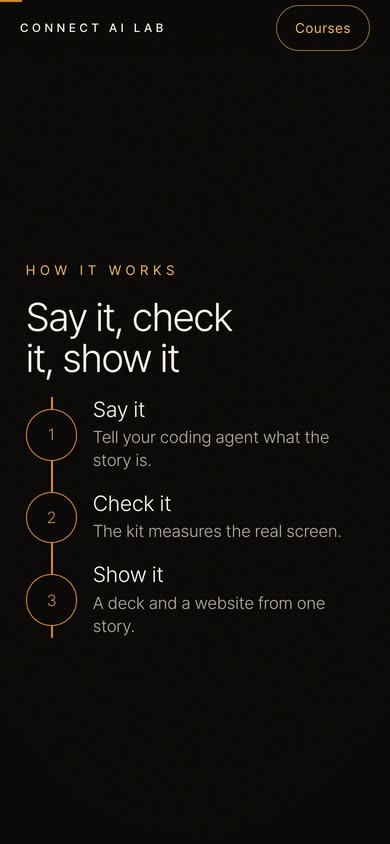 CONNECT AI LAB
Courses
HOW IT WORKS
Say it, check
it, show it
1
Say it
Tell your coding agent what the
story is.
2
Check it
The kit measures the real screen.
3
Show it
A deck and a website from one
story.